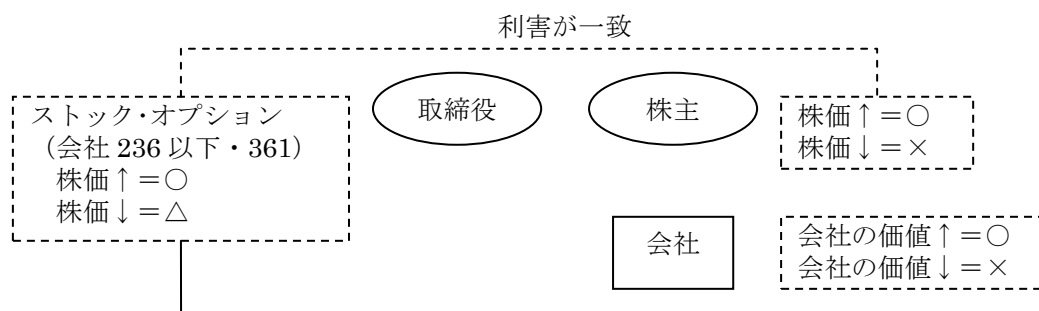 利害が一致
ストック・オプション
(会社 236 以下・361)
株価↑=○
株価↓=△
取締役
株主
株価↑=○
株価↓=×
会社
会社の価値↑=○
会社の価値↓=×